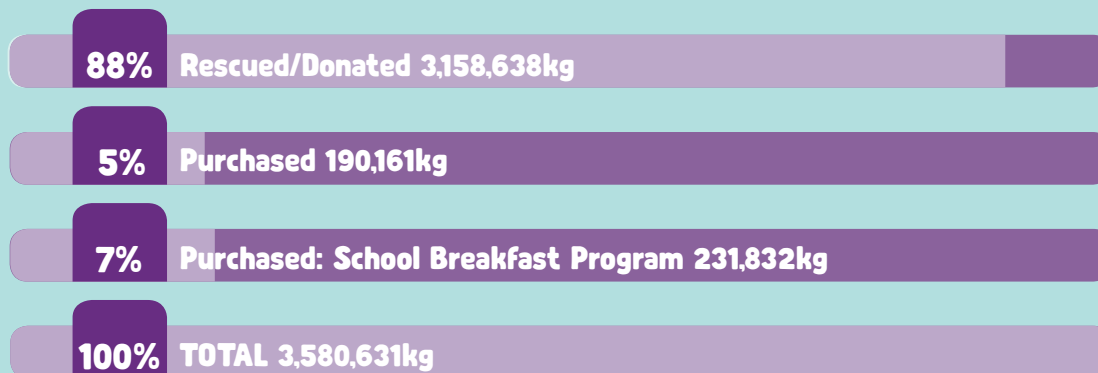 88% Rescued/Donated 3,158,638kg
5% Purchased 190,161kg
7% Purchased: School Breakfast Program 231,832kg
100% TOTAL 3,580,631kg